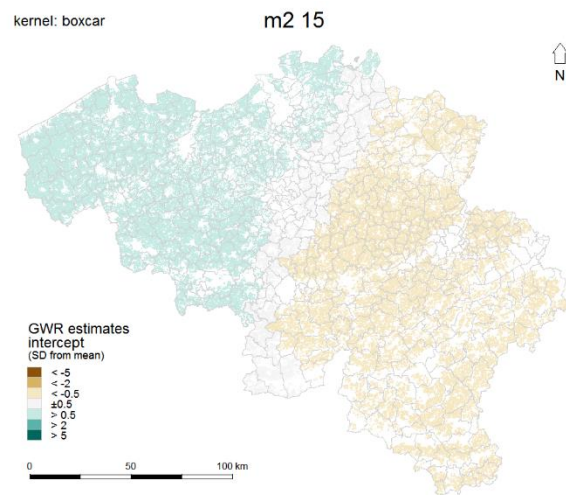 kernel: boxcar
m2 15
N
GWR estimates
intercept
(SD from mean)
< -5
< -2
< -0.5
±0.5
> 0.5
> 2
> 5
0 50 100 km